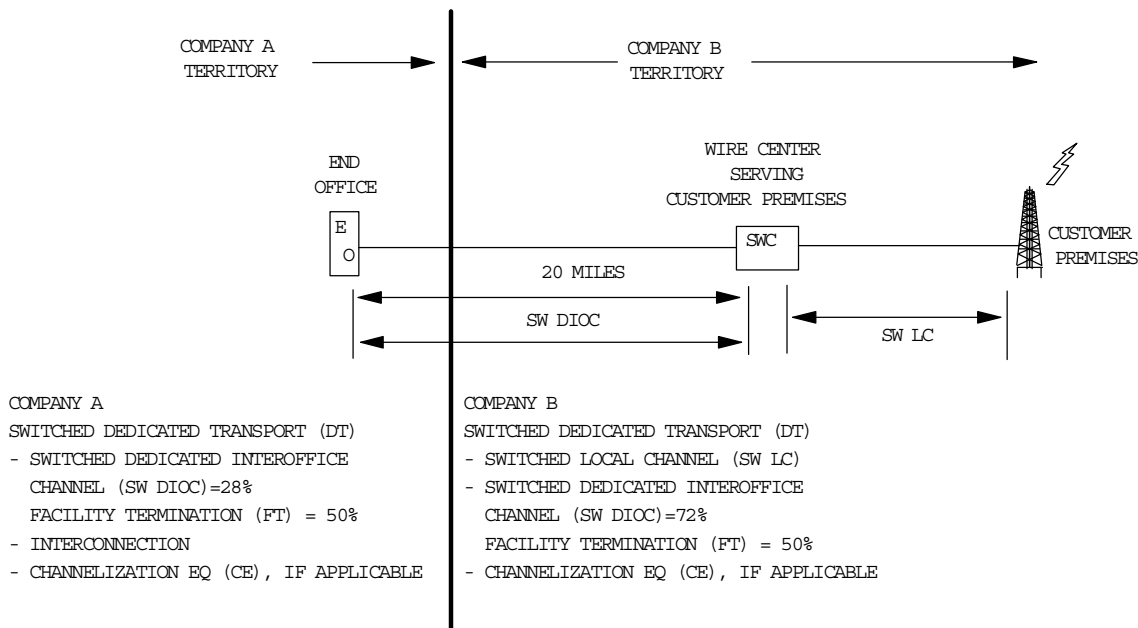 COMPANY A
TERRITORY
COMPANY B
TERRITORY
END
OFFICE
WIRE CENTER
SERVING
CUSTOMER PREMISES
E
O
SWC
CUSTOMER
PREMISES
20 MILES
SW DIOC
SW LC
COMPANY A
SWITCHED DEDICATED TRANSPORT (DT)
- SWITCHED DEDICATED INTEROFFICE
CHANNEL (SW DIOC)=28%
FACILITY TERMINATION (FT) = 50%
- INTERCONNECTION
- CHANNELIZATION EQ (CE), IF APPLICABLE
COMPANY B
SWITCHED DEDICATED TRANSPORT (DT)
- SWITCHED LOCAL CHANNEL (SW LC)
- SWITCHED DEDICATED INTEROFFICE
CHANNEL (SW DIOC)=72%
FACILITY TERMINATION (FT) = 50%
- CHANNELIZATION EQ (CE), IF APPLICABLE